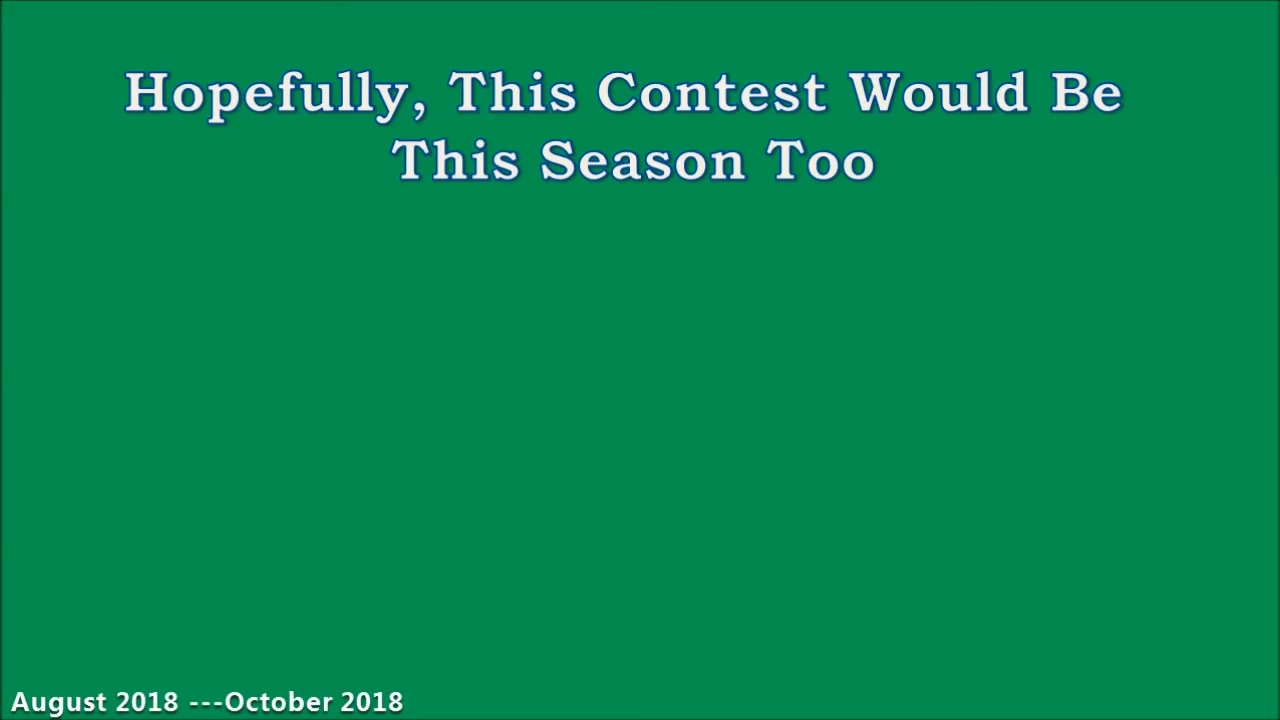 Hopefully, This Contest Would Be
This Season Too
August 2018 ---October 2018